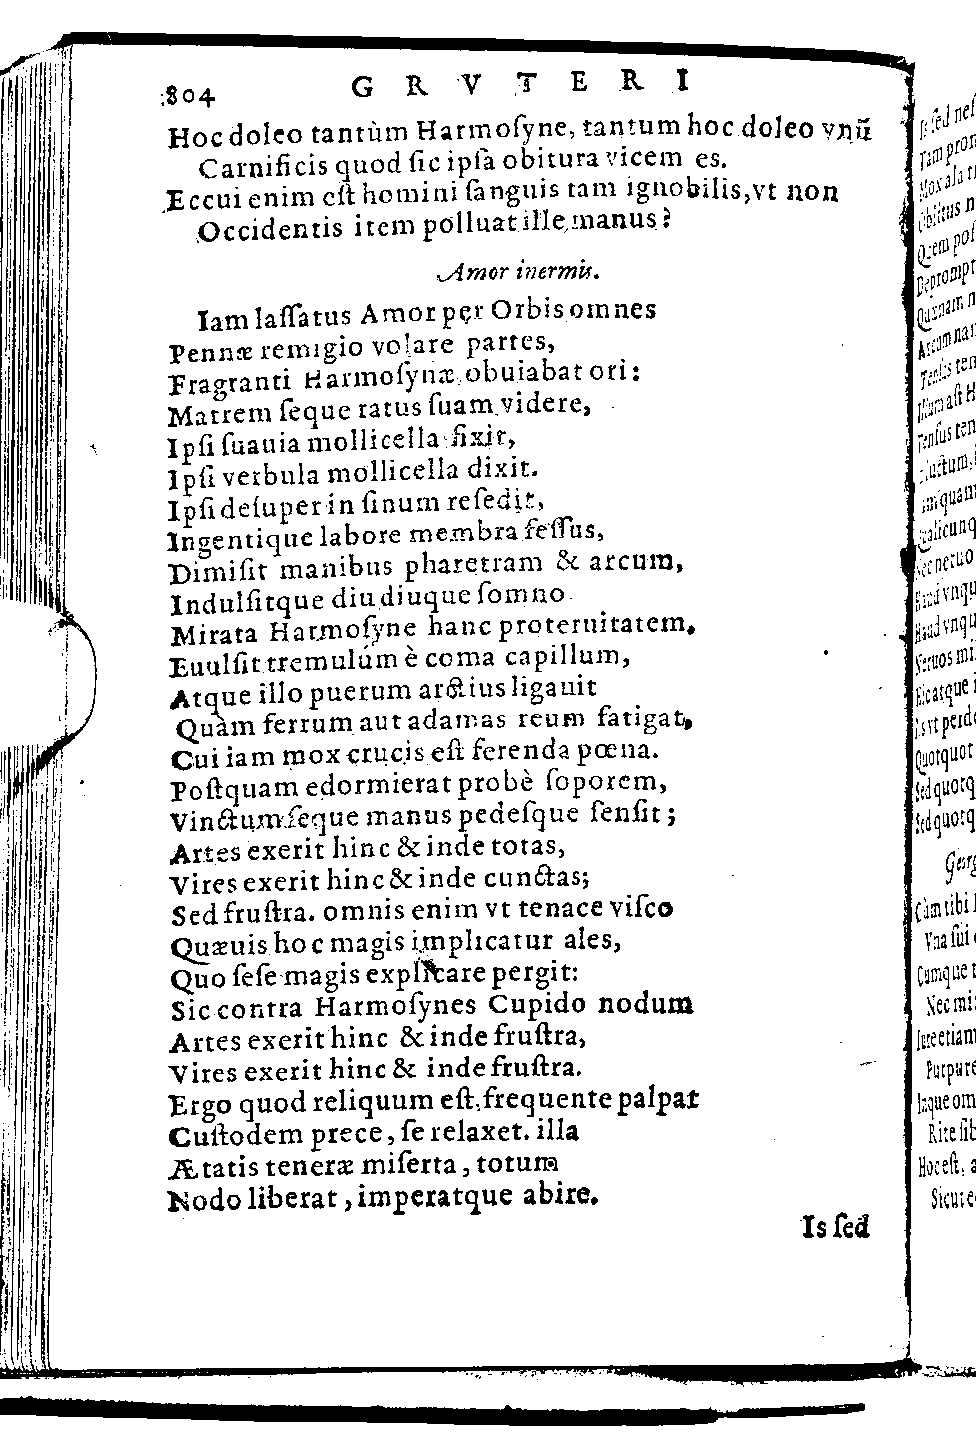 804 GRVTERI
Hoc doleo tantùm Harmoſyne, tantum hoc doleo vnū
Carnificis quod ſic ipſa obitura vicem es.
Eccui enim eſt homini ſanguis tam ignobilis, vt non
Occidentis item polluat ille manus?
Amor inermis.
Iam laſſatus Amor per Orbis omnes
Pennæ remigio volare partes,
Fragranti Harmoſynæ obuiabat ori:
Matrem ſeque ratus ſuam videre,
Ipſi ſuauia mollicella fixit,
Ipſi verbula mollicella dixit.
Ipſi deſuper in ſinum reſedit,
Ingentique labore membra feſſus,
Dimiſit manibus pharetram & arcum,
Indulſitque diu diuque ſomno
Mirata Harmoſyne hanc proteruitatem,
Euulſit tremulúm è coma capillum,
Atque illo puerum arctius ligauit
Quàm ferrum aut adamas reum fatigat,
Cui iam mox crucis eſt ferenda pœna.
Poſtquam edormierat probè ſoporem,
Vinctum ſeque manus pedeſque ſenſit;
Artes exerit hinc & inde totas,
Vires exerit hinc & inde cunctas;
Sed fruſtra. omnis enim vt tenace viſco
Quæuis hoc magis implicatur ales,
Quo ſeſe magis explicare pergit:
Sic contra Harmoſynes Cupido nodum
Artes exerit hinc & inde fruſtra,
Vires exerit hinc & inde fruſtra.
Ergo quod reliquum eſt, frequente palpat
Cuſtodem prece, ſe relaxet. illa
Ætatis teneræ miſerta, totum
Nodo liberat, imperatque abire.
Is ſed